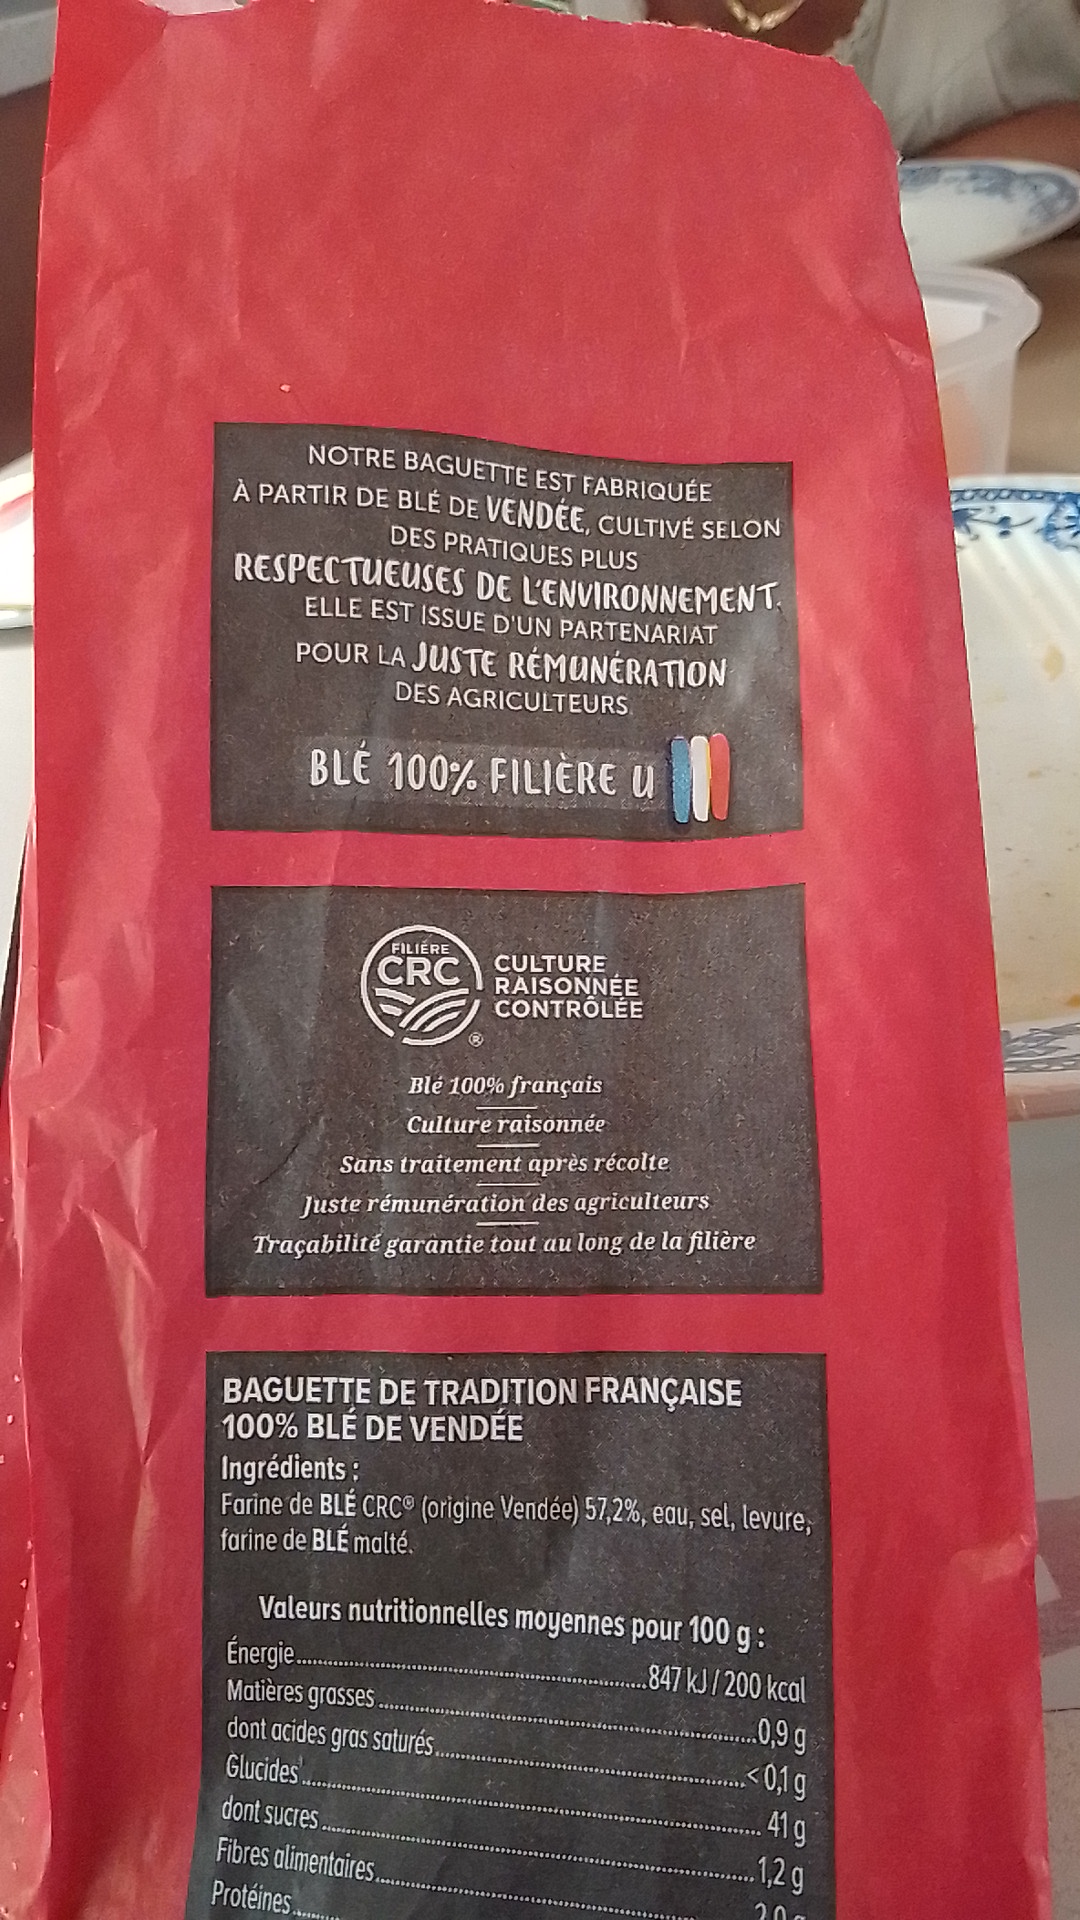 NOTRE BAGUETTE EST FABRIQUÉE
À PARTIR DE BLÉ DE VENDÉE, CULTIVÉ SELON
DES PRATIQUES PLUS
RESPECTUEUSES DE L'ENVIRONNEMENT.
ELLE EST ISSUE D'UN PARTENARIAT
POUR LA JUSTE RÉMUNÉRATION
DES AGRICULTEURS
BLÉ 100% FILIÈRE U
FILIÈRE
CRC
®
CULTURE
RAISONNÉE
CONTRÔLÉE
Blé 100% français
Culture raisonnée
Sans traitement après récolte
Juste rémunération des agriculteurs
Traçabilité garantie tout au long de la filière
BAGUETTE DE TRADITION FRANÇAISE
100% BLÉ DE VENDÉE
Ingrédients :
Farine de BLÉ CRC® (origine Vendée) 57,2%, eau, sel, levure,
farine de BLÉ malté.
Valeurs nutritionnelles moyennes pour 100 g :
Énergie.....847 kJ / 200 kcal
Matières grasses.....0,9 g
dont acides gras saturés.....< 0,1 g
Glucides.....41 g
dont sucres.....1,2 g
Fibres alimentaires.....
Protéines.....